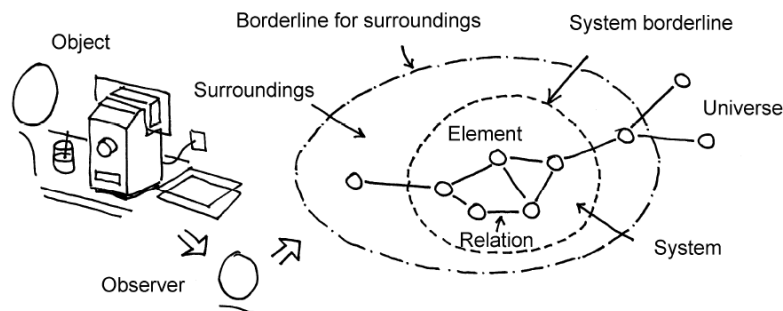 Object
Borderline for surroundings
System borderline
Surroundings
Universe
Element
Relation
System
Observer